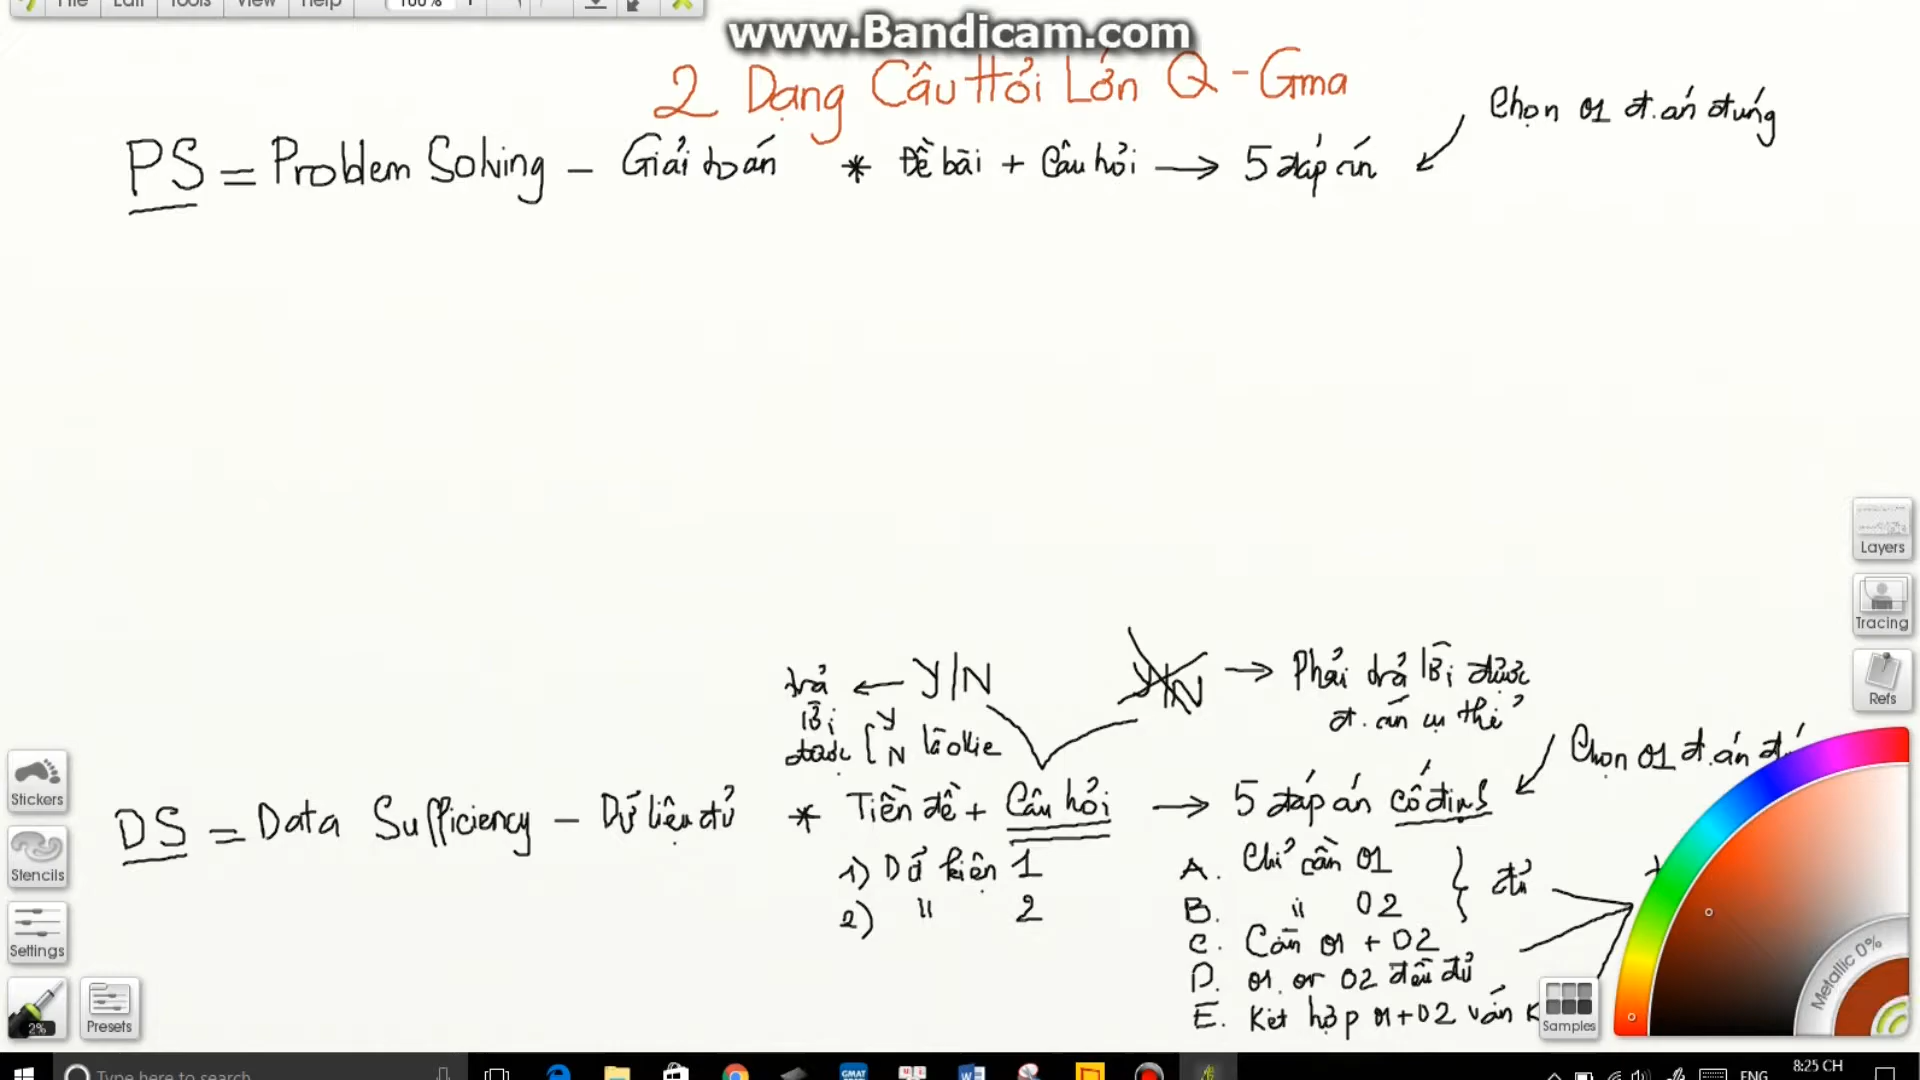 File Edit Tools View Help 100%
www.Bandicam.com
2 Dạng Câu Hỏi Lớn Q - Gma
Chọn 01 đ.án đúng
PS = Problem Solving - Giải toán * Đề bài + Câu hỏi → 5 đáp án
Layers
Tracing
Refs
trả ← Y/N
lời
được [ Y
N là okie
Y/N → Phải trả lời được
đ.án cụ thể
Chọn 01 đ.án
DS = Data Sufficiency - Dữ liệu đủ * Tiền đề + Câu hỏi → 5 đáp án cố định
1) Dữ kiện 1
2) " 2
A. Chỉ cần 01 } đủ
B. " 02
C. Cần 01 + 02
D. 01 or 02 đều đủ
E. Kết hợp 01+02 vẫn K
Stickers
Stencils
Settings
2%
Presets
Metallic 0%
Samples
Type here to search
GMAT
ENG
8:25 CH